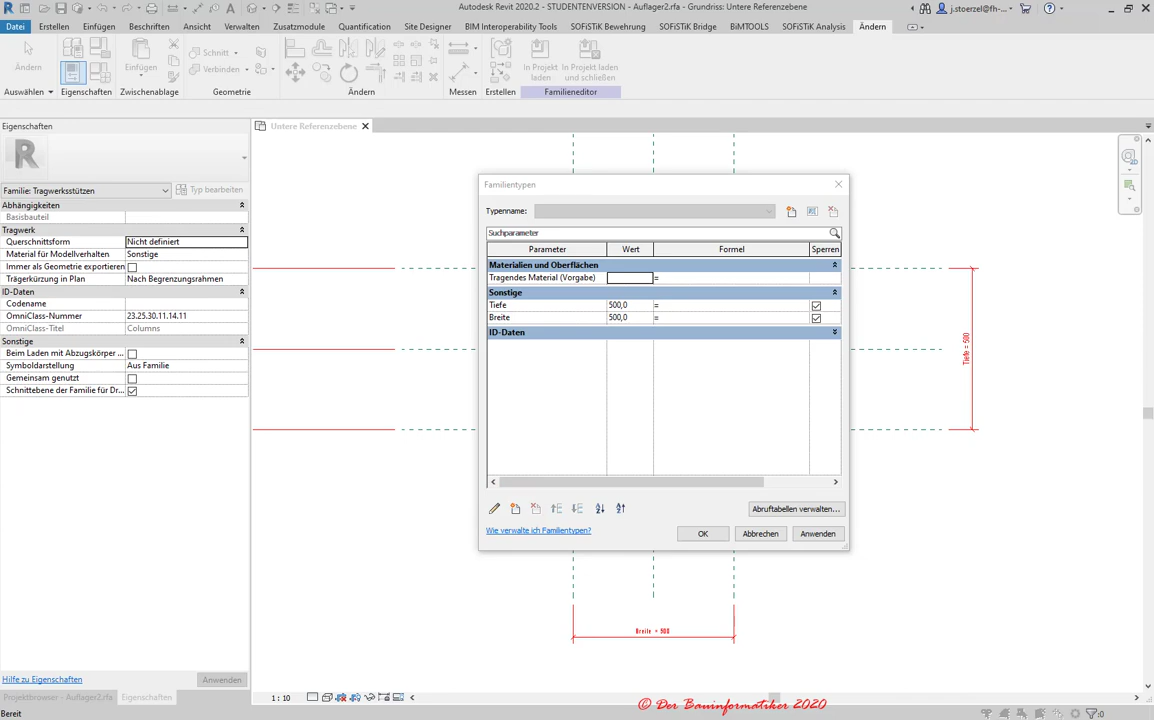 Autodesk Revit 2020.2 - STUDENTENVERSION - Auflager2.rfa - Grundriss: Untere Referenzebene
j.stoerzel@fh-...
Datei Erstellen Einfügen Beschriften Ansicht Verwalten Zusatzmodule Quantification Site Designer BIM Interoperability Tools SOFiSTiK Bewehrung SOFiSTiK Bridge BiMTOOLS SOFiSTiK Analysis Ändern
Ändern
Einfügen
Schnitt
Verbinden
In Projekt laden
In Projekt laden und schließen
Auswählen Eigenschaften Zwischenablage Geometrie Ändern Messen Erstellen Familieneditor
Eigenschaften
Untere Referenzebene
R
Familie: Tragwerksstützen
Typ bearbeiten
Abhängigkeiten
Basisbauteil
Tragwerk
Querschnittsform Nicht definiert
Material für Modellverhalten Sonstige
Immer als Geometrie exportieren
Trägerkürzung in Plan Nach Begrenzungsrahmen
ID-Daten
Codename
OmniClass-Nummer 23.25.30.11.14.11
OmniClass-Titel Columns
Sonstige
Beim Laden mit Abzugskörper ...
Symboldarstellung Aus Familie
Gemeinsam genutzt
Schnittebene der Familie für Dr...
Hilfe zu Eigenschaften
Anwenden
Projektbrowser - Auflager2.rfa Eigenschaften
Bereit
Familientypen
Typenname:
Suchparameter
Parameter Wert Formel Sperren
Materialien und Oberflächen
Tragendes Material (Vorgabe) =
Sonstige
Tiefe 500,0 =
Breite 500,0 =
ID-Daten
Abruftabellen verwalten...
Wie verwalte ich Familientypen?
OK Abbrechen Anwenden
Tiefe = 500
Breite = 500
1 : 10
© Der Bauinformatiker 2020
:0